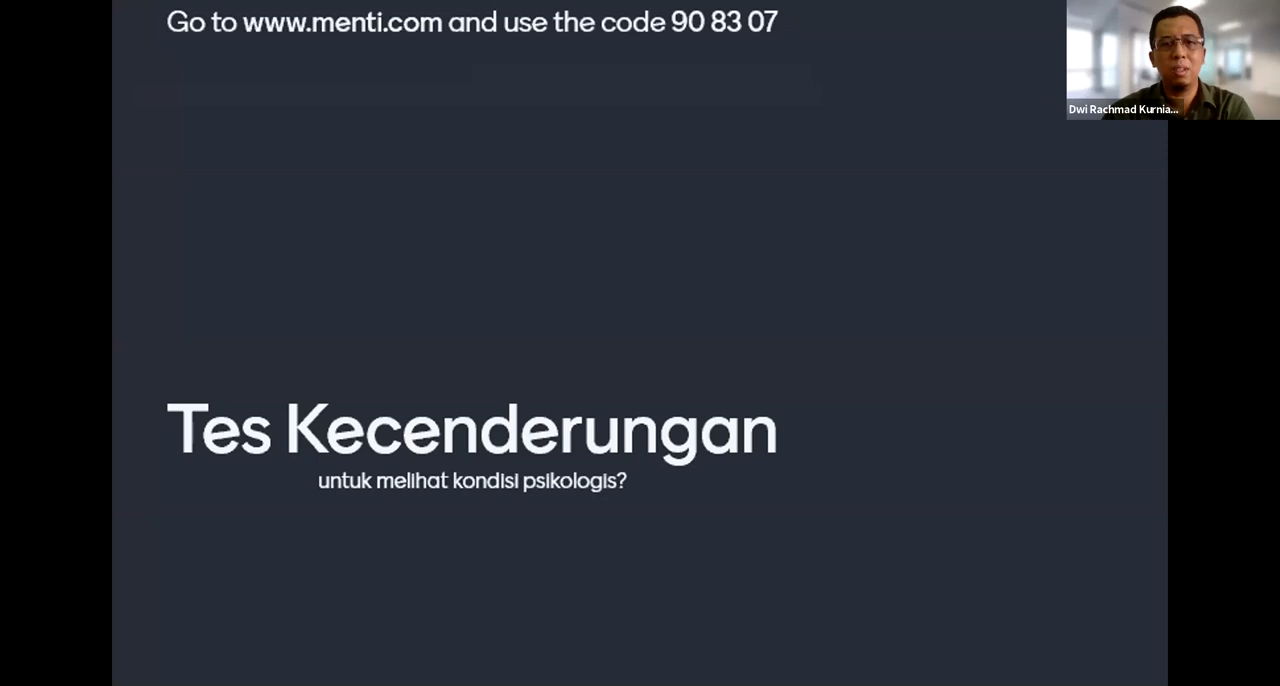 Go to www.menti.com and use the code 90 83 07
Dwi Rachmad Kurnia...
Tes Kecenderungan
untuk melihat kondisi psikologis?